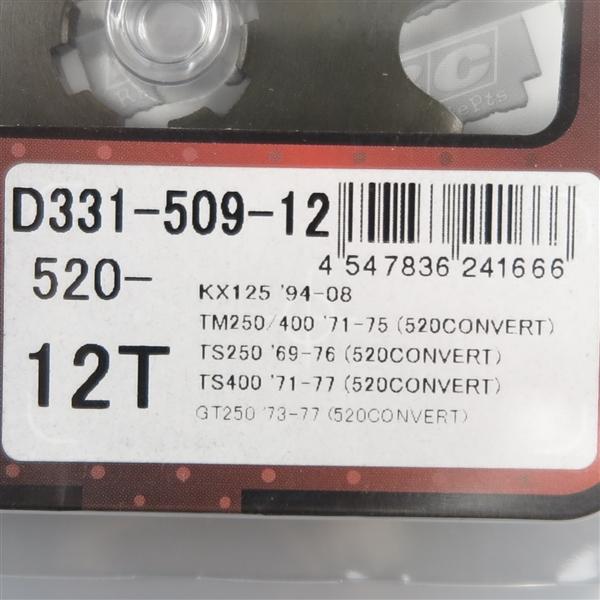 D331-509-12
4 547836 241666
520-
12T
KX125 '94-08
TM250/400 '71-75 (520CONVERT)
TS250 '69-76 (520CONVERT)
TS400 '71-77 (520CONVERT)
GT250 '73-77 (520CONVERT)